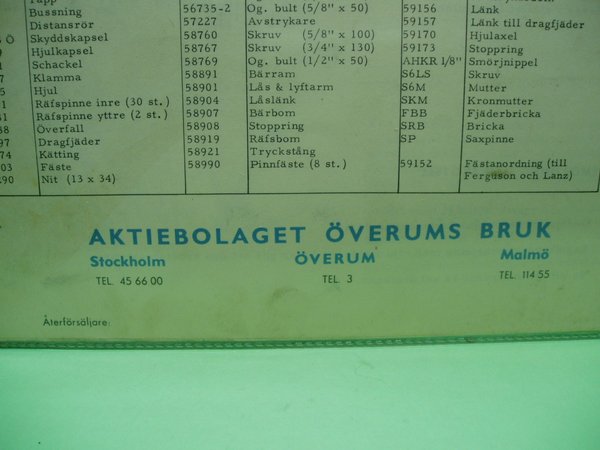 Tapp
Bussning 56735-2 Og. bult (5/8" x 50) 59156 Länk
Distansrör 57227 Avstrykare 59157 Länk till dragfjäder
Ö Skyddskapsel 58760 Skruv (5/8" x 100) 59170 Hjulaxel
Hjulkapsel 58767 Skruv (3/4" x 130) 59173 Stoppring
Schackel 58769 Og. bult (1/2" x 50) AHKR 1/8" Smörjnippel
Klamma 58891 Bärram S6LS Skruv
Hjul 58901 Lås & lyftarm S6M Mutter
Räfspinne inre (30 st.) 58904 Låslänk SKM Kronmutter
Räfspinne yttre (2 st.) 58907 Bärbom FBB Fjäderbricka
Överfall 58908 Stoppring SRB Bricka
97 Dragfjäder 58919 Räfsbom SP Saxpinne
74 Kätting 58921 Tryckstång
03 Fäste 58990 Pinnfäste (8 st.) 59152 Fästanordning (till
290 Nit (13 x 34) Ferguson och Lanz)
AKTIEBOLAGET ÖVERUMS BRUK
Stockholm ÖVERUM Malmö
TEL. 45 66 00 TEL. 3 TEL. 114 55
Återförsäljare: